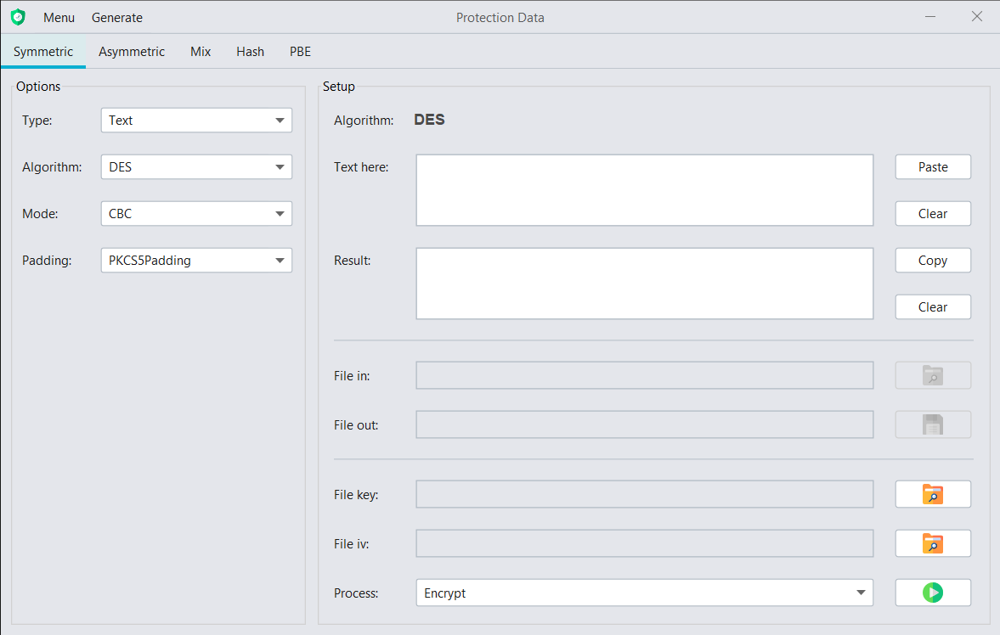 Menu Generate Protection Data
Symmetric Asymmetric Mix Hash PBE
Options
Type: Text
Algorithm: DES
Mode: CBC
Padding: PKCS5Padding
Setup
Algorithm: DES
Text here: Paste
Clear
Result: Copy
Clear
File in:
File out:
File key:
File iv:
Process: Encrypt